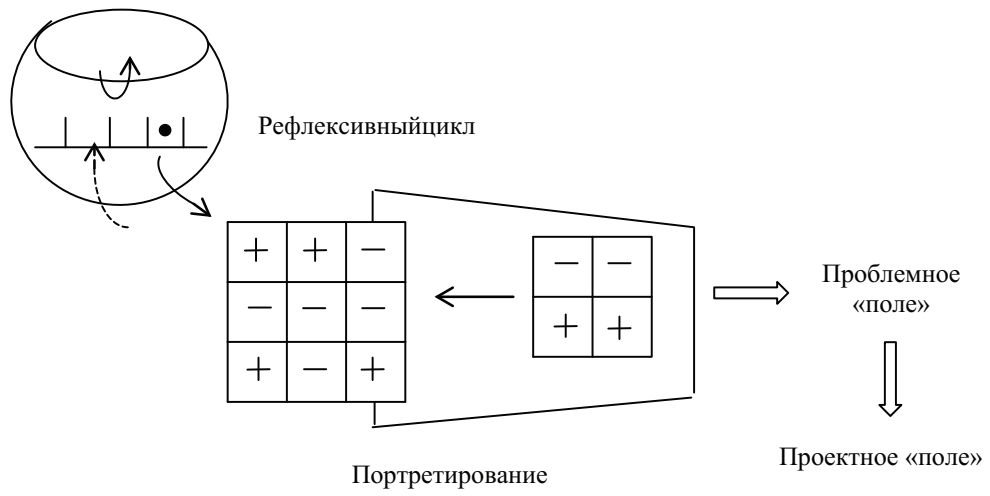 Рефлексивныйцикл
+ + −
− − −
+ − +
− −
+ +
Проблемное
«поле»
Проектное «поле»
Портретирование